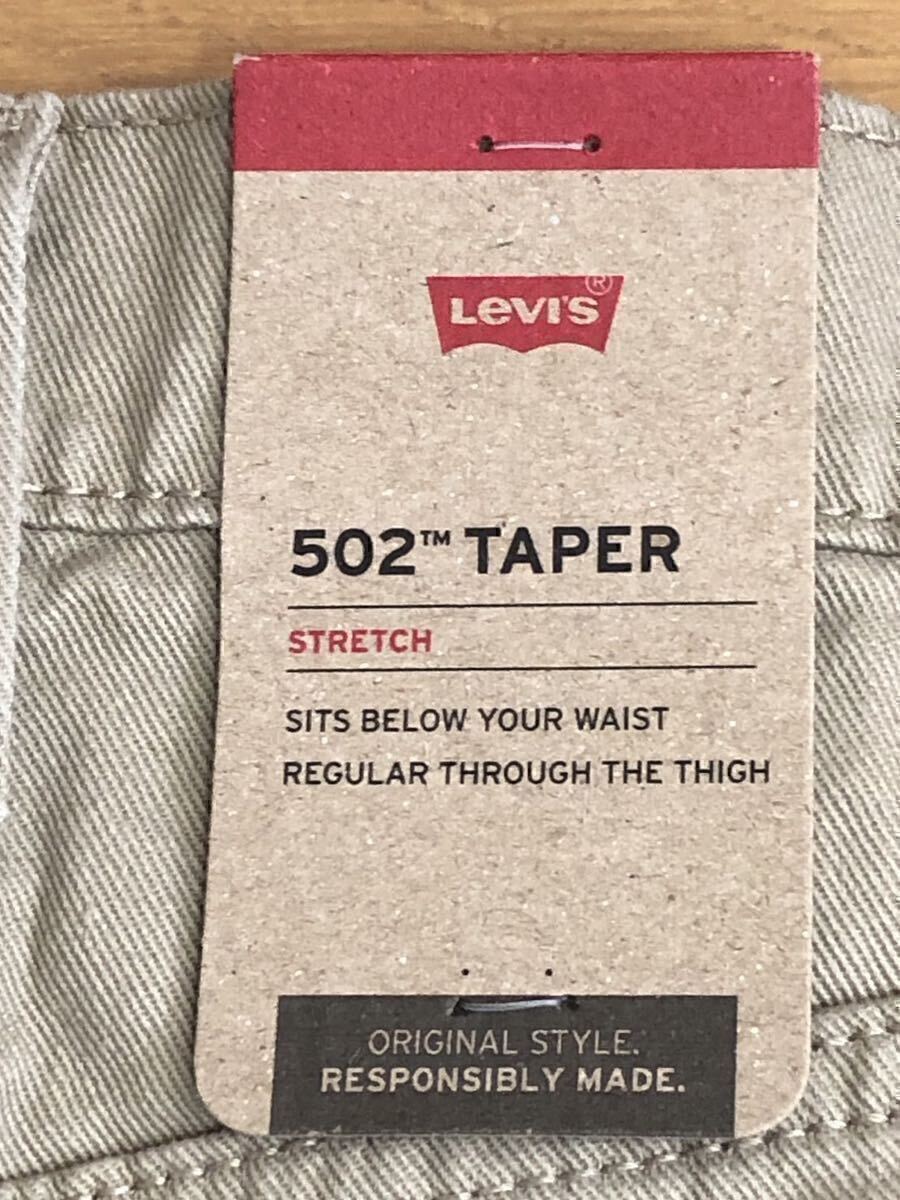 LEVI'S®
502™ TAPER
STRETCH
SITS BELOW YOUR WAIST
REGULAR THROUGH THE THIGH
ORIGINAL STYLE.
RESPONSIBLY MADE.